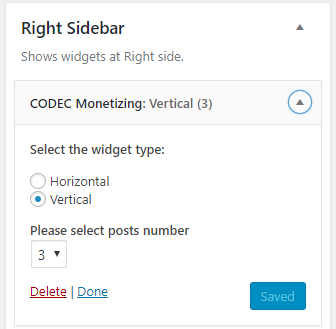 Right Sidebar
Shows widgets at Right side.
CODEC Monetizing: Vertical (3)
Select the widget type:
Horizontal
Vertical
Please select posts number
3
Delete | Done
Saved